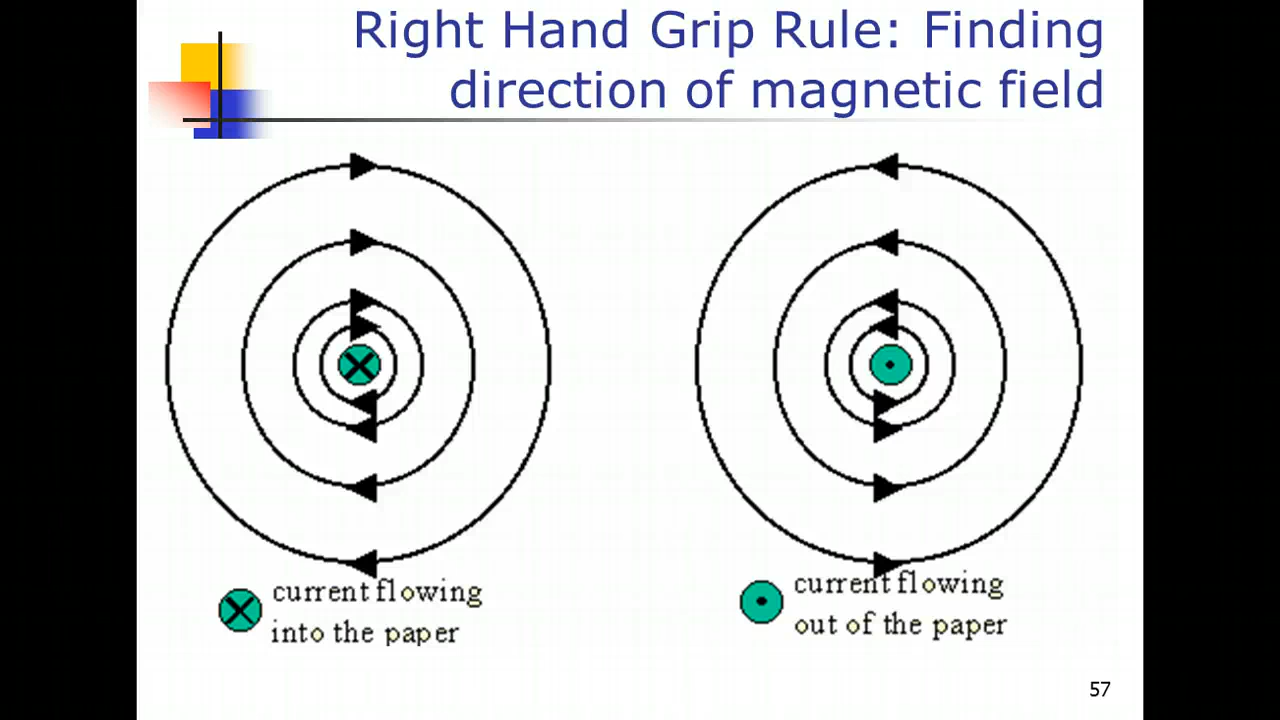 Right Hand Grip Rule: Finding
direction of magnetic field
current flowing
into the paper
current flowing
out of the paper
57